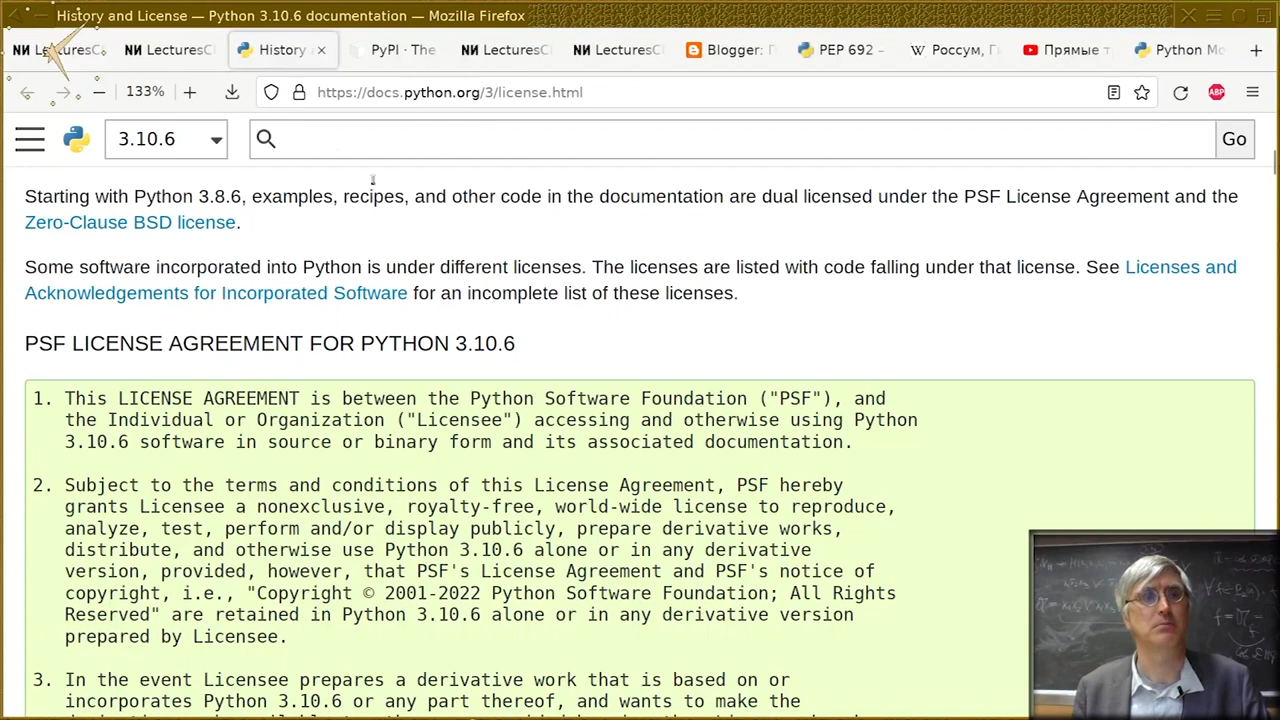 History and License — Python 3.10.6 documentation — Mozilla Firefox
LecturesC
LecturesC
History
PyPI · The
LecturesC
LecturesC
Blogger:
PEP 692 –
Россум, Г
Прямые т
Python Mo
133%
https://docs.python.org/3/license.html
ABP
3.10.6
Go
Starting with Python 3.8.6, examples, recipes, and other code in the documentation are dual licensed under the PSF License Agreement and the
Zero-Clause BSD license.
Some software incorporated into Python is under different licenses. The licenses are listed with code falling under that license. See Licenses and
Acknowledgements for Incorporated Software for an incomplete list of these licenses.
PSF LICENSE AGREEMENT FOR PYTHON 3.10.6
1. This LICENSE AGREEMENT is between the Python Software Foundation ("PSF"), and
the Individual or Organization ("Licensee") accessing and otherwise using Python
3.10.6 software in source or binary form and its associated documentation.
2. Subject to the terms and conditions of this License Agreement, PSF hereby
grants Licensee a nonexclusive, royalty-free, world-wide license to reproduce,
analyze, test, perform and/or display publicly, prepare derivative works,
distribute, and otherwise use Python 3.10.6 alone or in any derivative
version, provided, however, that PSF's License Agreement and PSF's notice of
copyright, i.e., "Copyright © 2001-2022 Python Software Foundation; All Rights
Reserved" are retained in Python 3.10.6 alone or in any derivative version
prepared by Licensee.
3. In the event Licensee prepares a derivative work that is based on or
incorporates Python 3.10.6 or any part thereof, and wants to make the